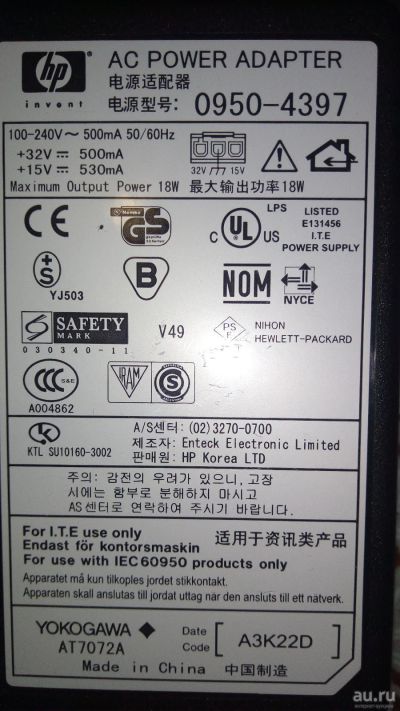 hp
invent
AC POWER ADAPTER
电源适配器
电源型号: 0950-4397
100-240V~ 500mA 50/60Hz
+32V ⎓ 500mA
+15V ⎓ 530mA
32V 15V
Maximum Output Power 18W 最大输出功率18W
CE
GS
geprüfte Sicherheit
C UL US
LPS
LISTED
E131456
I.T.E
POWER SUPPLY
+S
YJ503
B
NOM
NYCE
S SAFETY
MARK
030340-11
V49
PS
F
NIHON
HEWLETT-PACKARD
CCC S&E
A004862
IRAM
S
KTL SU10160-3002
A/S센터: (02)3270-0700
제조자: Enteck Electronic Limited
판매원: HP Korea LTD
주의: 감전의 우려가 있으니, 고장
시에는 함부로 분해하지 마시고
AS센터로 연락하여 주시기 바랍니다.
For I.T.E use only
Endast för kontorsmaskin
For use with IEC60950 products only
适用于资讯类产品
Apparatet må kun tilkoples jordet stikkontakt.
Apparaten skall anslutas till jordat uttag när den ansluts till ett nätverk.
YOKOGAWA ◆
AT7072A
Date
Code [ A3K22D ]
Made in China 中国制造
au.ru